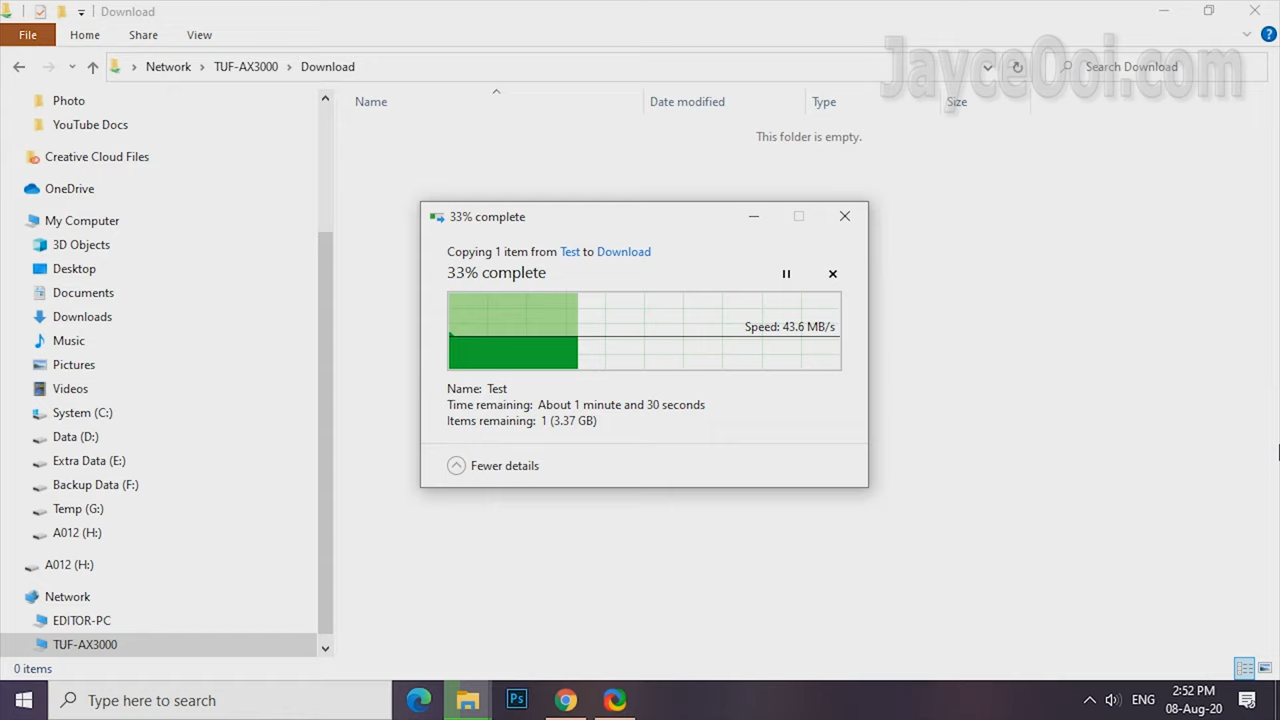 Download
File
Home
Share
View
JayceOoi.com
Network
TUF-AX3000
Download
Search Download
Name
Date modified
Type
Size
This folder is empty.
Photo
YouTube Docs
Creative Cloud Files
OneDrive
My Computer
3D Objects
Desktop
Documents
Downloads
Music
Pictures
Videos
System (C:)
Data (D:)
Extra Data (E:)
Backup Data (F:)
Temp (G:)
A012 (H:)
A012 (H:)
Network
EDITOR-PC
TUF-AX3000
33% complete
Copying 1 item from Test to Download
33% complete
Speed: 43.6 MB/s
Name: Test
Time remaining: About 1 minute and 30 seconds
Items remaining: 1 (3.37 GB)
Fewer details
0 items
Type here to search
Ps
ENG
2:52 PM
08-Aug-20